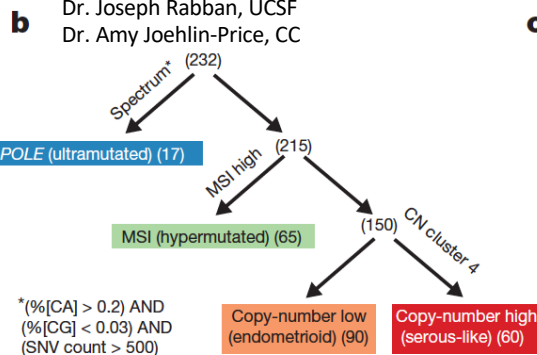 b
Dr. Joseph Rabban, UCSF
Dr. Amy Joehlin-Price, CC
c
(232)
Spectrum*
POLE (ultramutated) (17)
(215)
MSI high
MSI (hypermutated) (65)
(150)
CN cluster 4
*(%[CA] > 0.2) AND
(%[CG] < 0.03) AND
(SNV count > 500)
Copy-number low
(endometrioid) (90)
Copy-number high
(serous-like) (60)